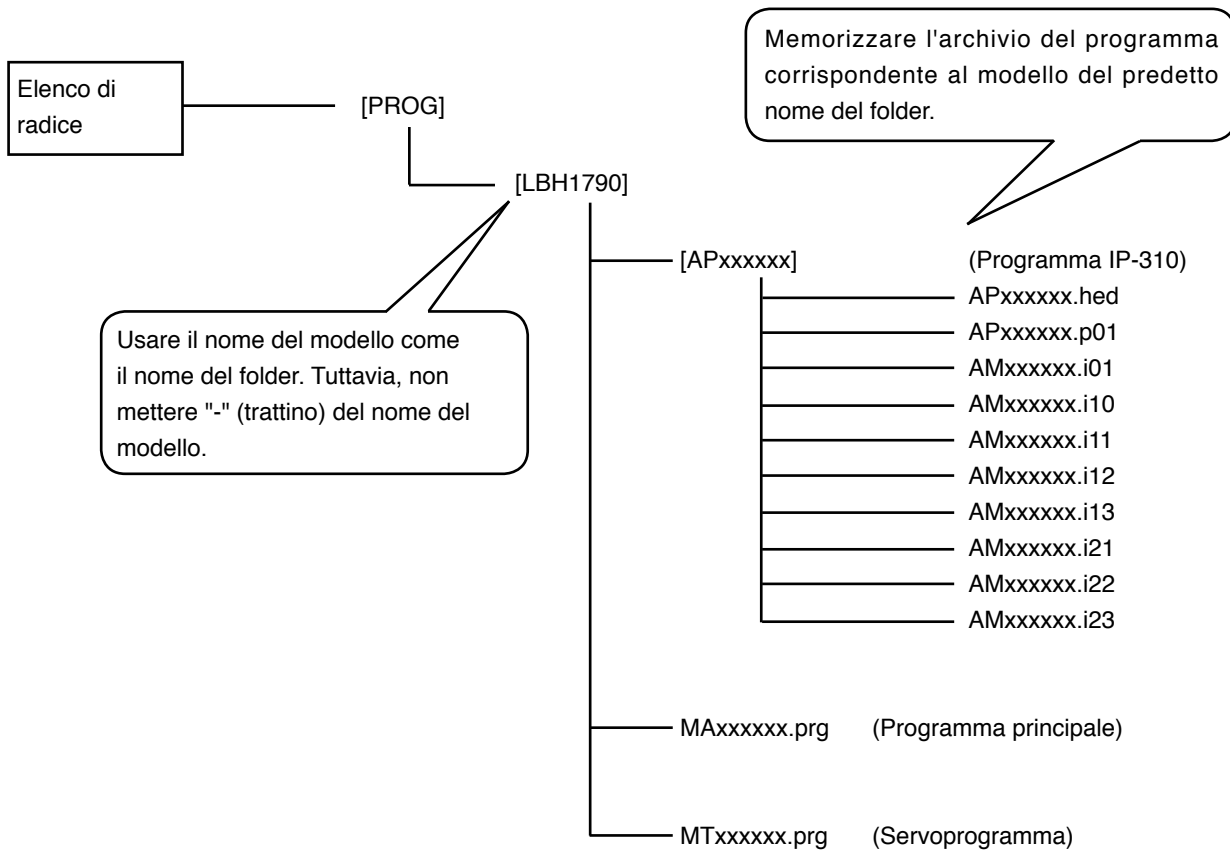 Memorizzare l'archivio del programma
corrispondente al modello del predetto
nome del folder.
Elenco di
radice
[PROG]
[LBH1790]
Usare il nome del modello come
il nome del folder. Tuttavia, non
mettere "-" (trattino) del nome del
modello.
[APxxxxxx] (Programma IP-310)
APxxxxxx.hed
APxxxxxx.p01
AMxxxxxx.i01
AMxxxxxx.i10
AMxxxxxx.i11
AMxxxxxx.i12
AMxxxxxx.i13
AMxxxxxx.i21
AMxxxxxx.i22
AMxxxxxx.i23
MAxxxxxx.prg (Programma principale)
MTxxxxxx.prg (Servoprogramma)